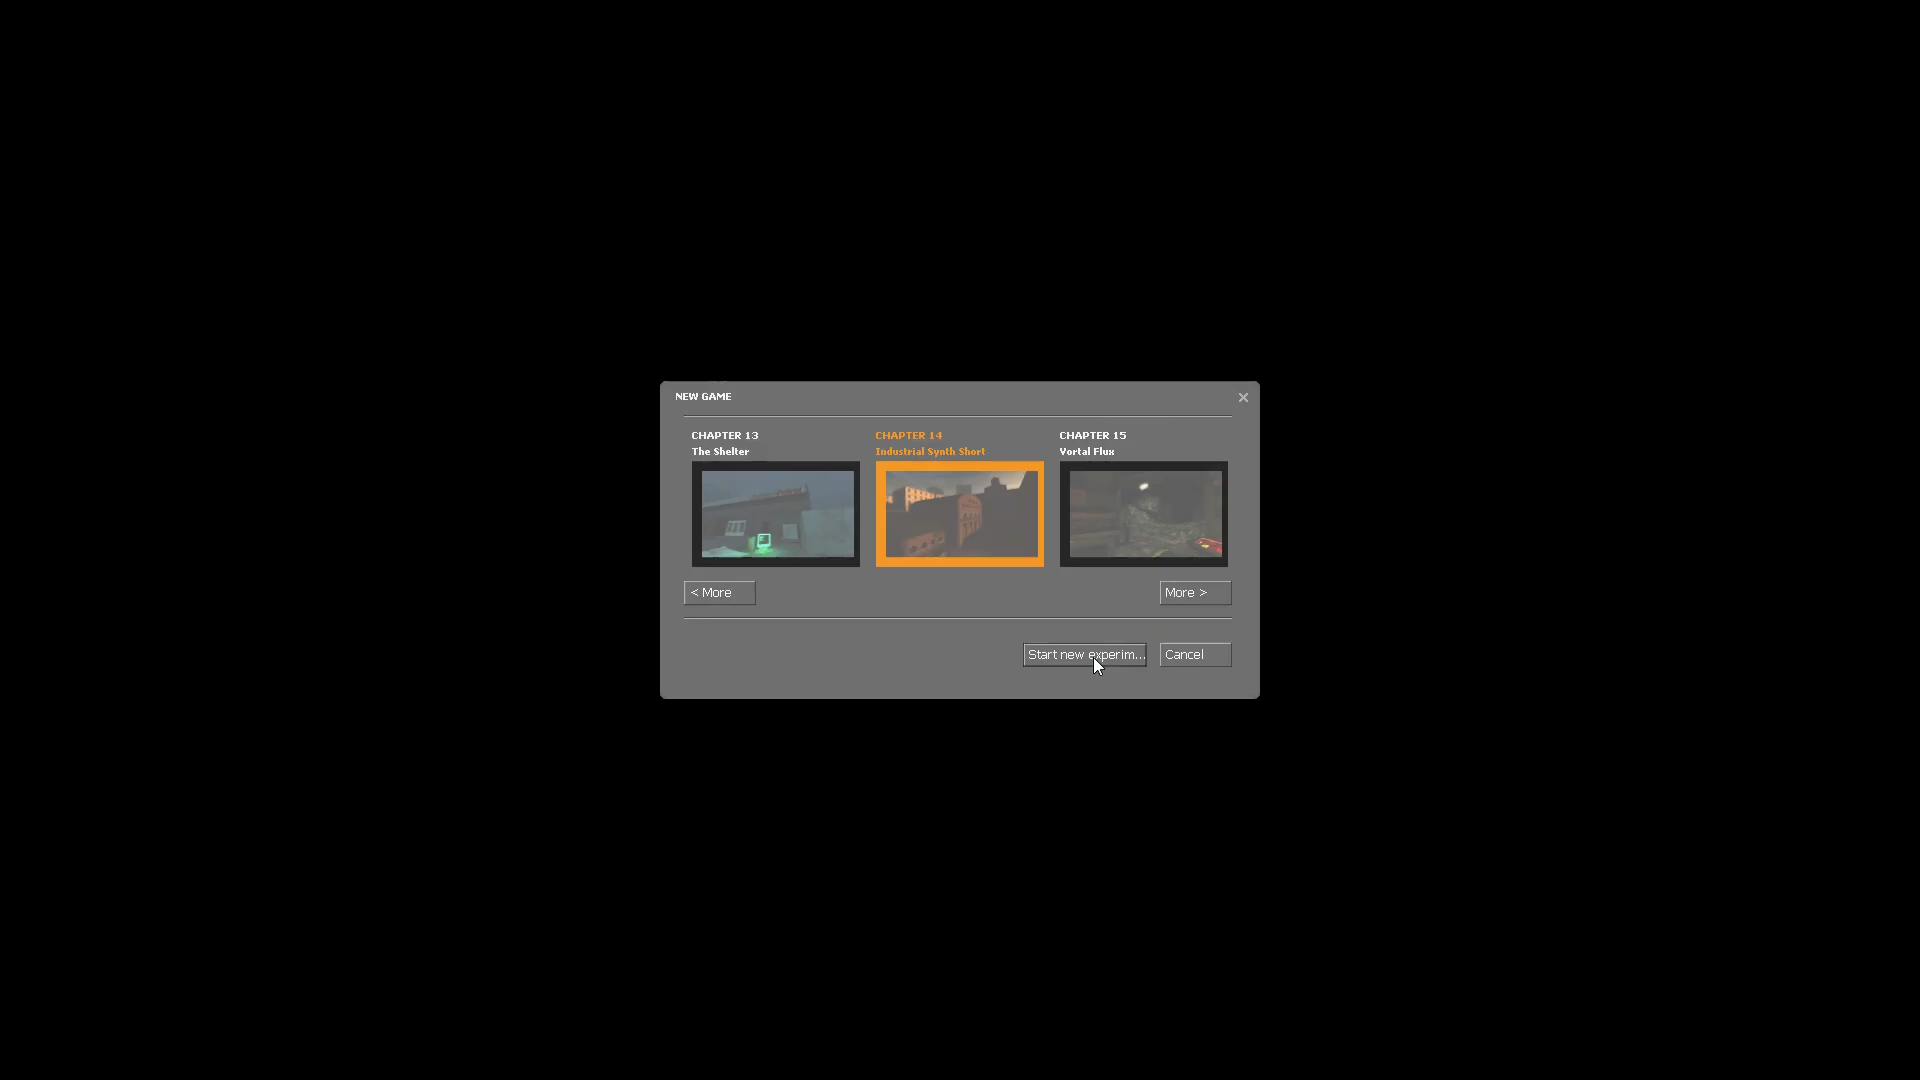 NEW GAME
CHAPTER 13
The Shelter
CHAPTER 14
Industrial Synth Short
CHAPTER 15
Vortal Flux
< More
More >
Start new experim...
Cancel